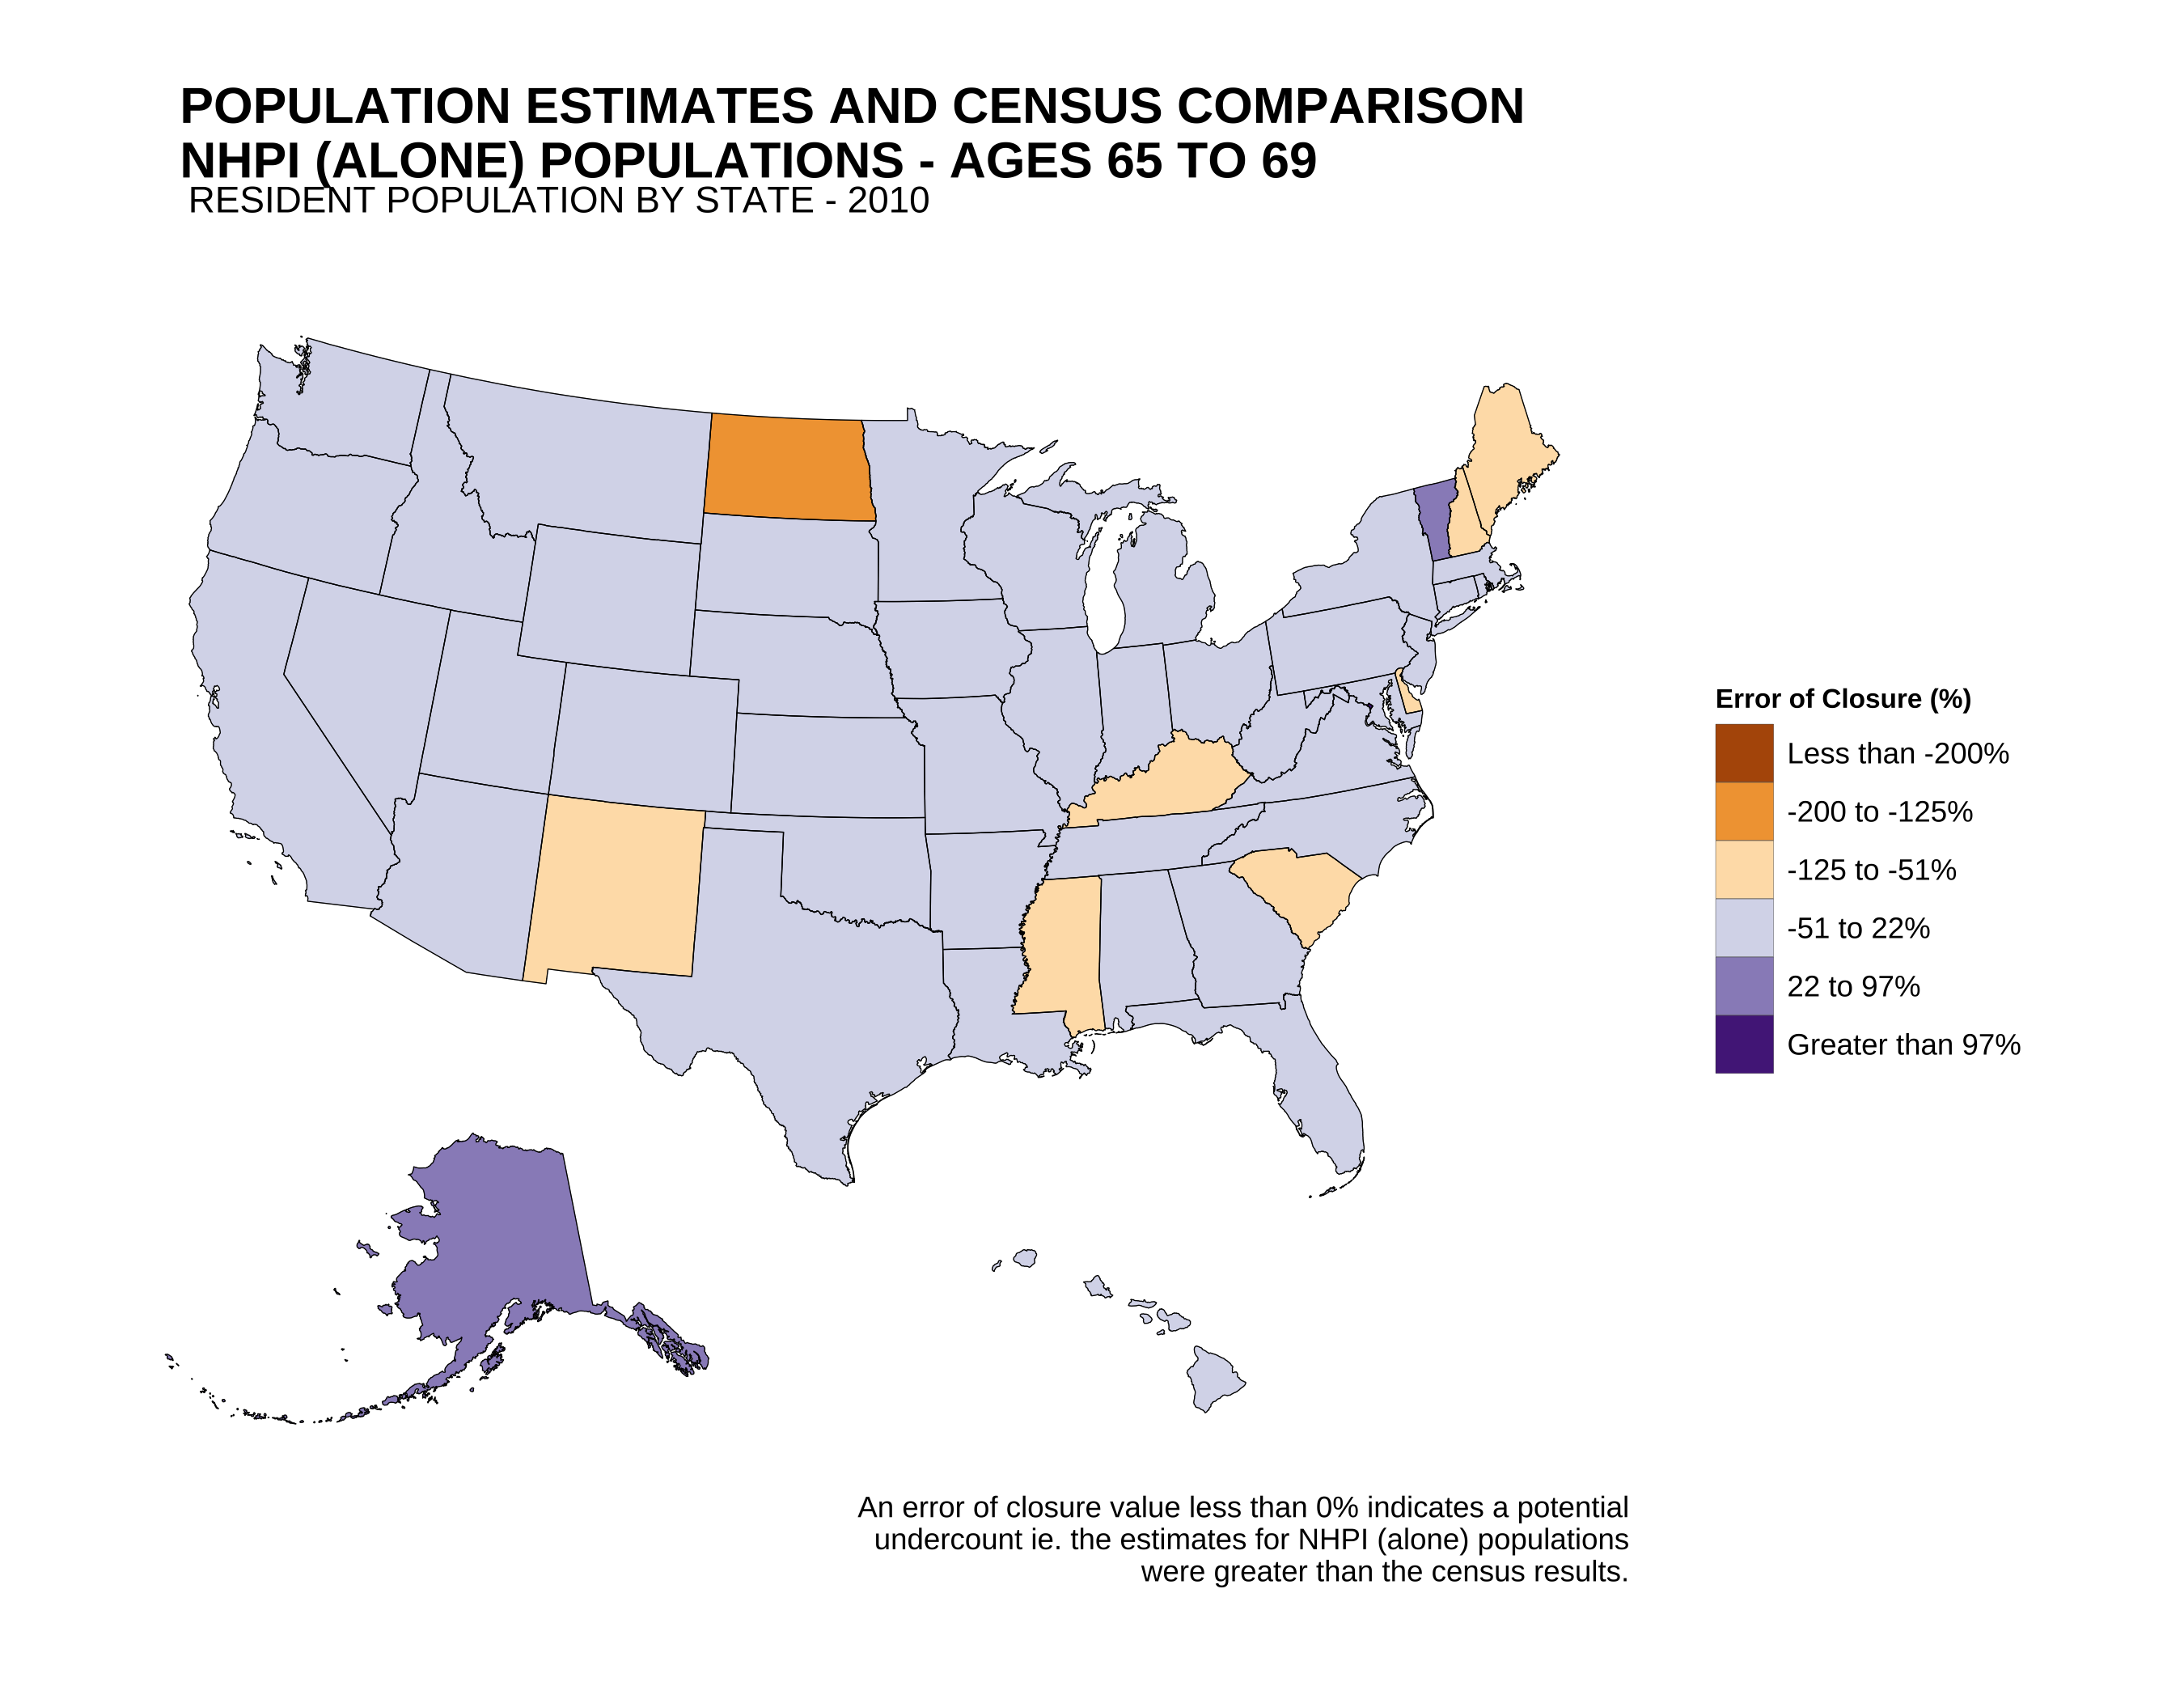 POPULATION ESTIMATES AND CENSUS COMPARISON
NHPI (ALONE) POPULATIONS - AGES 65 TO 69
RESIDENT POPULATION BY STATE - 2010
Error of Closure (%)
Less than -200%
-200 to -125%
-125 to -51%
-51 to 22%
22 to 97%
Greater than 97%
An error of closure value less than 0% indicates a potential
undercount ie. the estimates for NHPI (alone) populations
were greater than the census results.